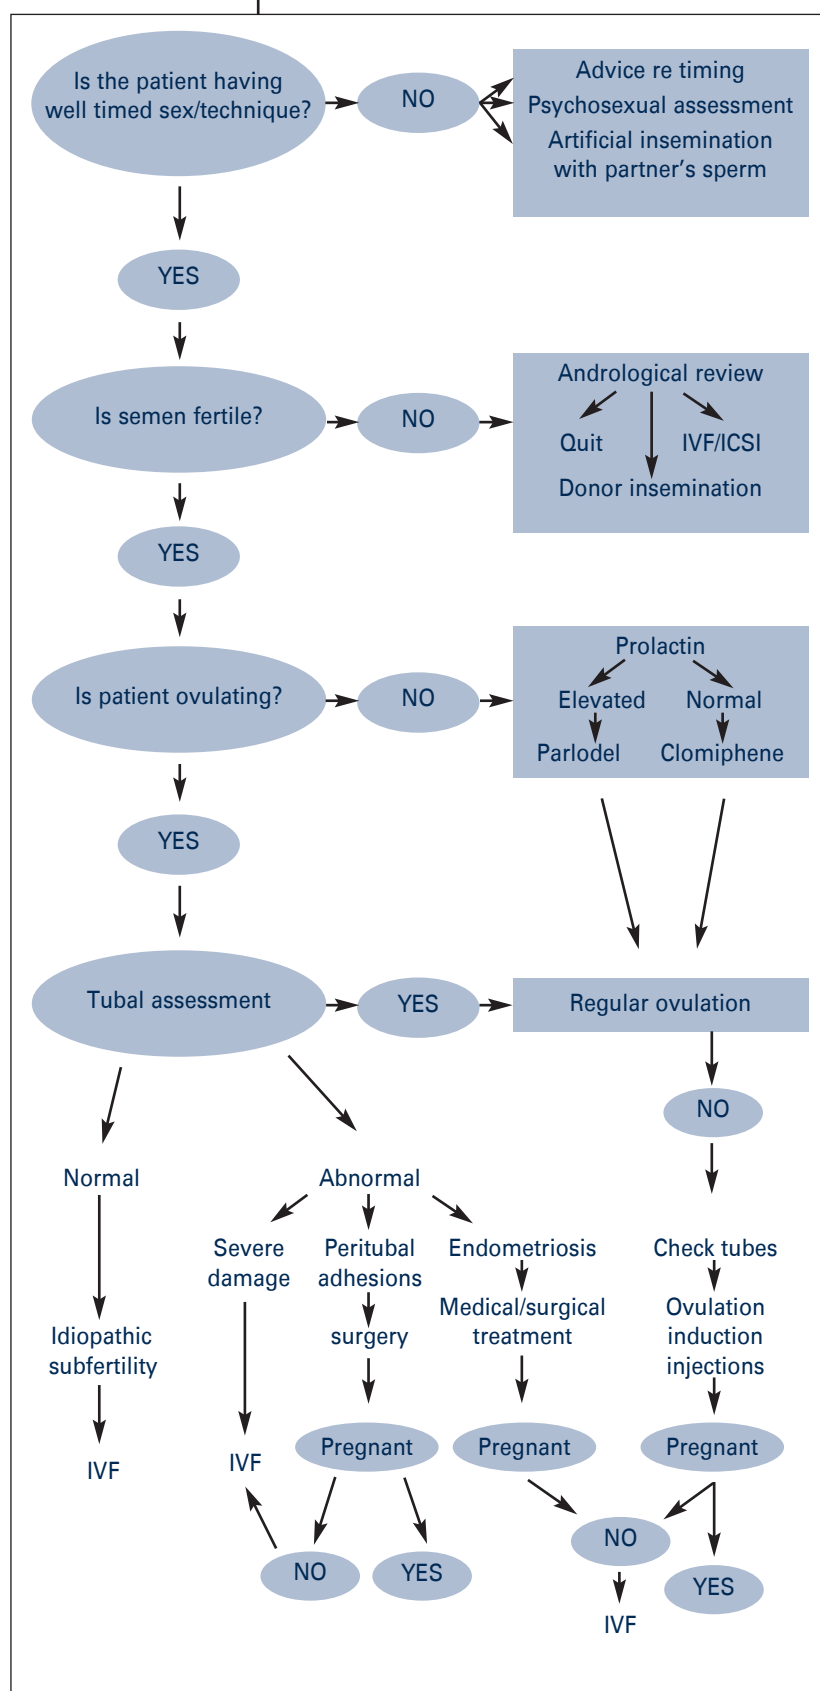 Is the patient having
well timed sex/technique?
NO
Advice re timing
Psychosexual assessment
Artificial insemination
with partner's sperm
YES
Is semen fertile?
NO
Andrological review
Quit
IVF/ICSI
Donor insemination
YES
Is patient ovulating?
NO
Prolactin
Elevated
Normal
Parlodel
Clomiphene
YES
Tubal assessment
YES
Regular ovulation
NO
Normal
Abnormal
Severe
damage
Peritubal
adhesions
Endometriosis
Check tubes
Idiopathic
subfertility
surgery
Medical/surgical
treatment
Ovulation
induction
injections
IVF
IVF
Pregnant
Pregnant
Pregnant
NO
YES
NO
YES
IVF